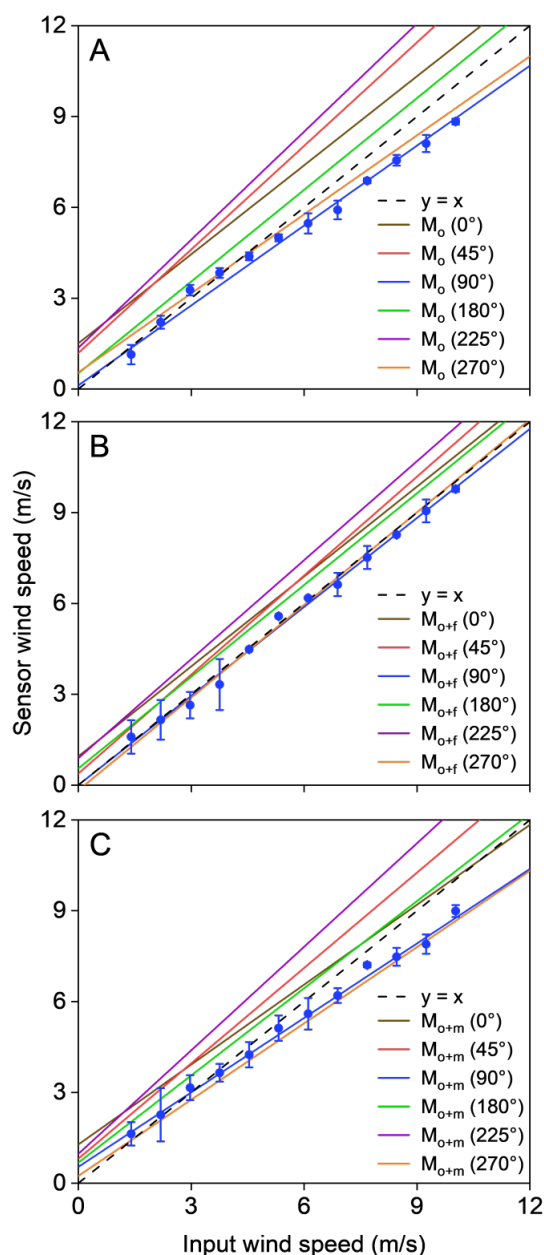 12
A
9
6
3
0
y = x
Mₒ (0°)
Mₒ (45°)
Mₒ (90°)
Mₒ (180°)
Mₒ (225°)
Mₒ (270°)
Sensor wind speed (m/s)
12
B
9
6
3
0
y = x
Mₒ₊f (0°)
Mₒ₊f (45°)
Mₒ₊f (90°)
Mₒ₊f (180°)
Mₒ₊f (225°)
Mₒ₊f (270°)
12
C
9
6
3
0
y = x
Mₒ₊ₘ (0°)
Mₒ₊ₘ (45°)
Mₒ₊ₘ (90°)
Mₒ₊ₘ (180°)
Mₒ₊ₘ (225°)
Mₒ₊ₘ (270°)
0 3 6 9 12
Input wind speed (m/s)